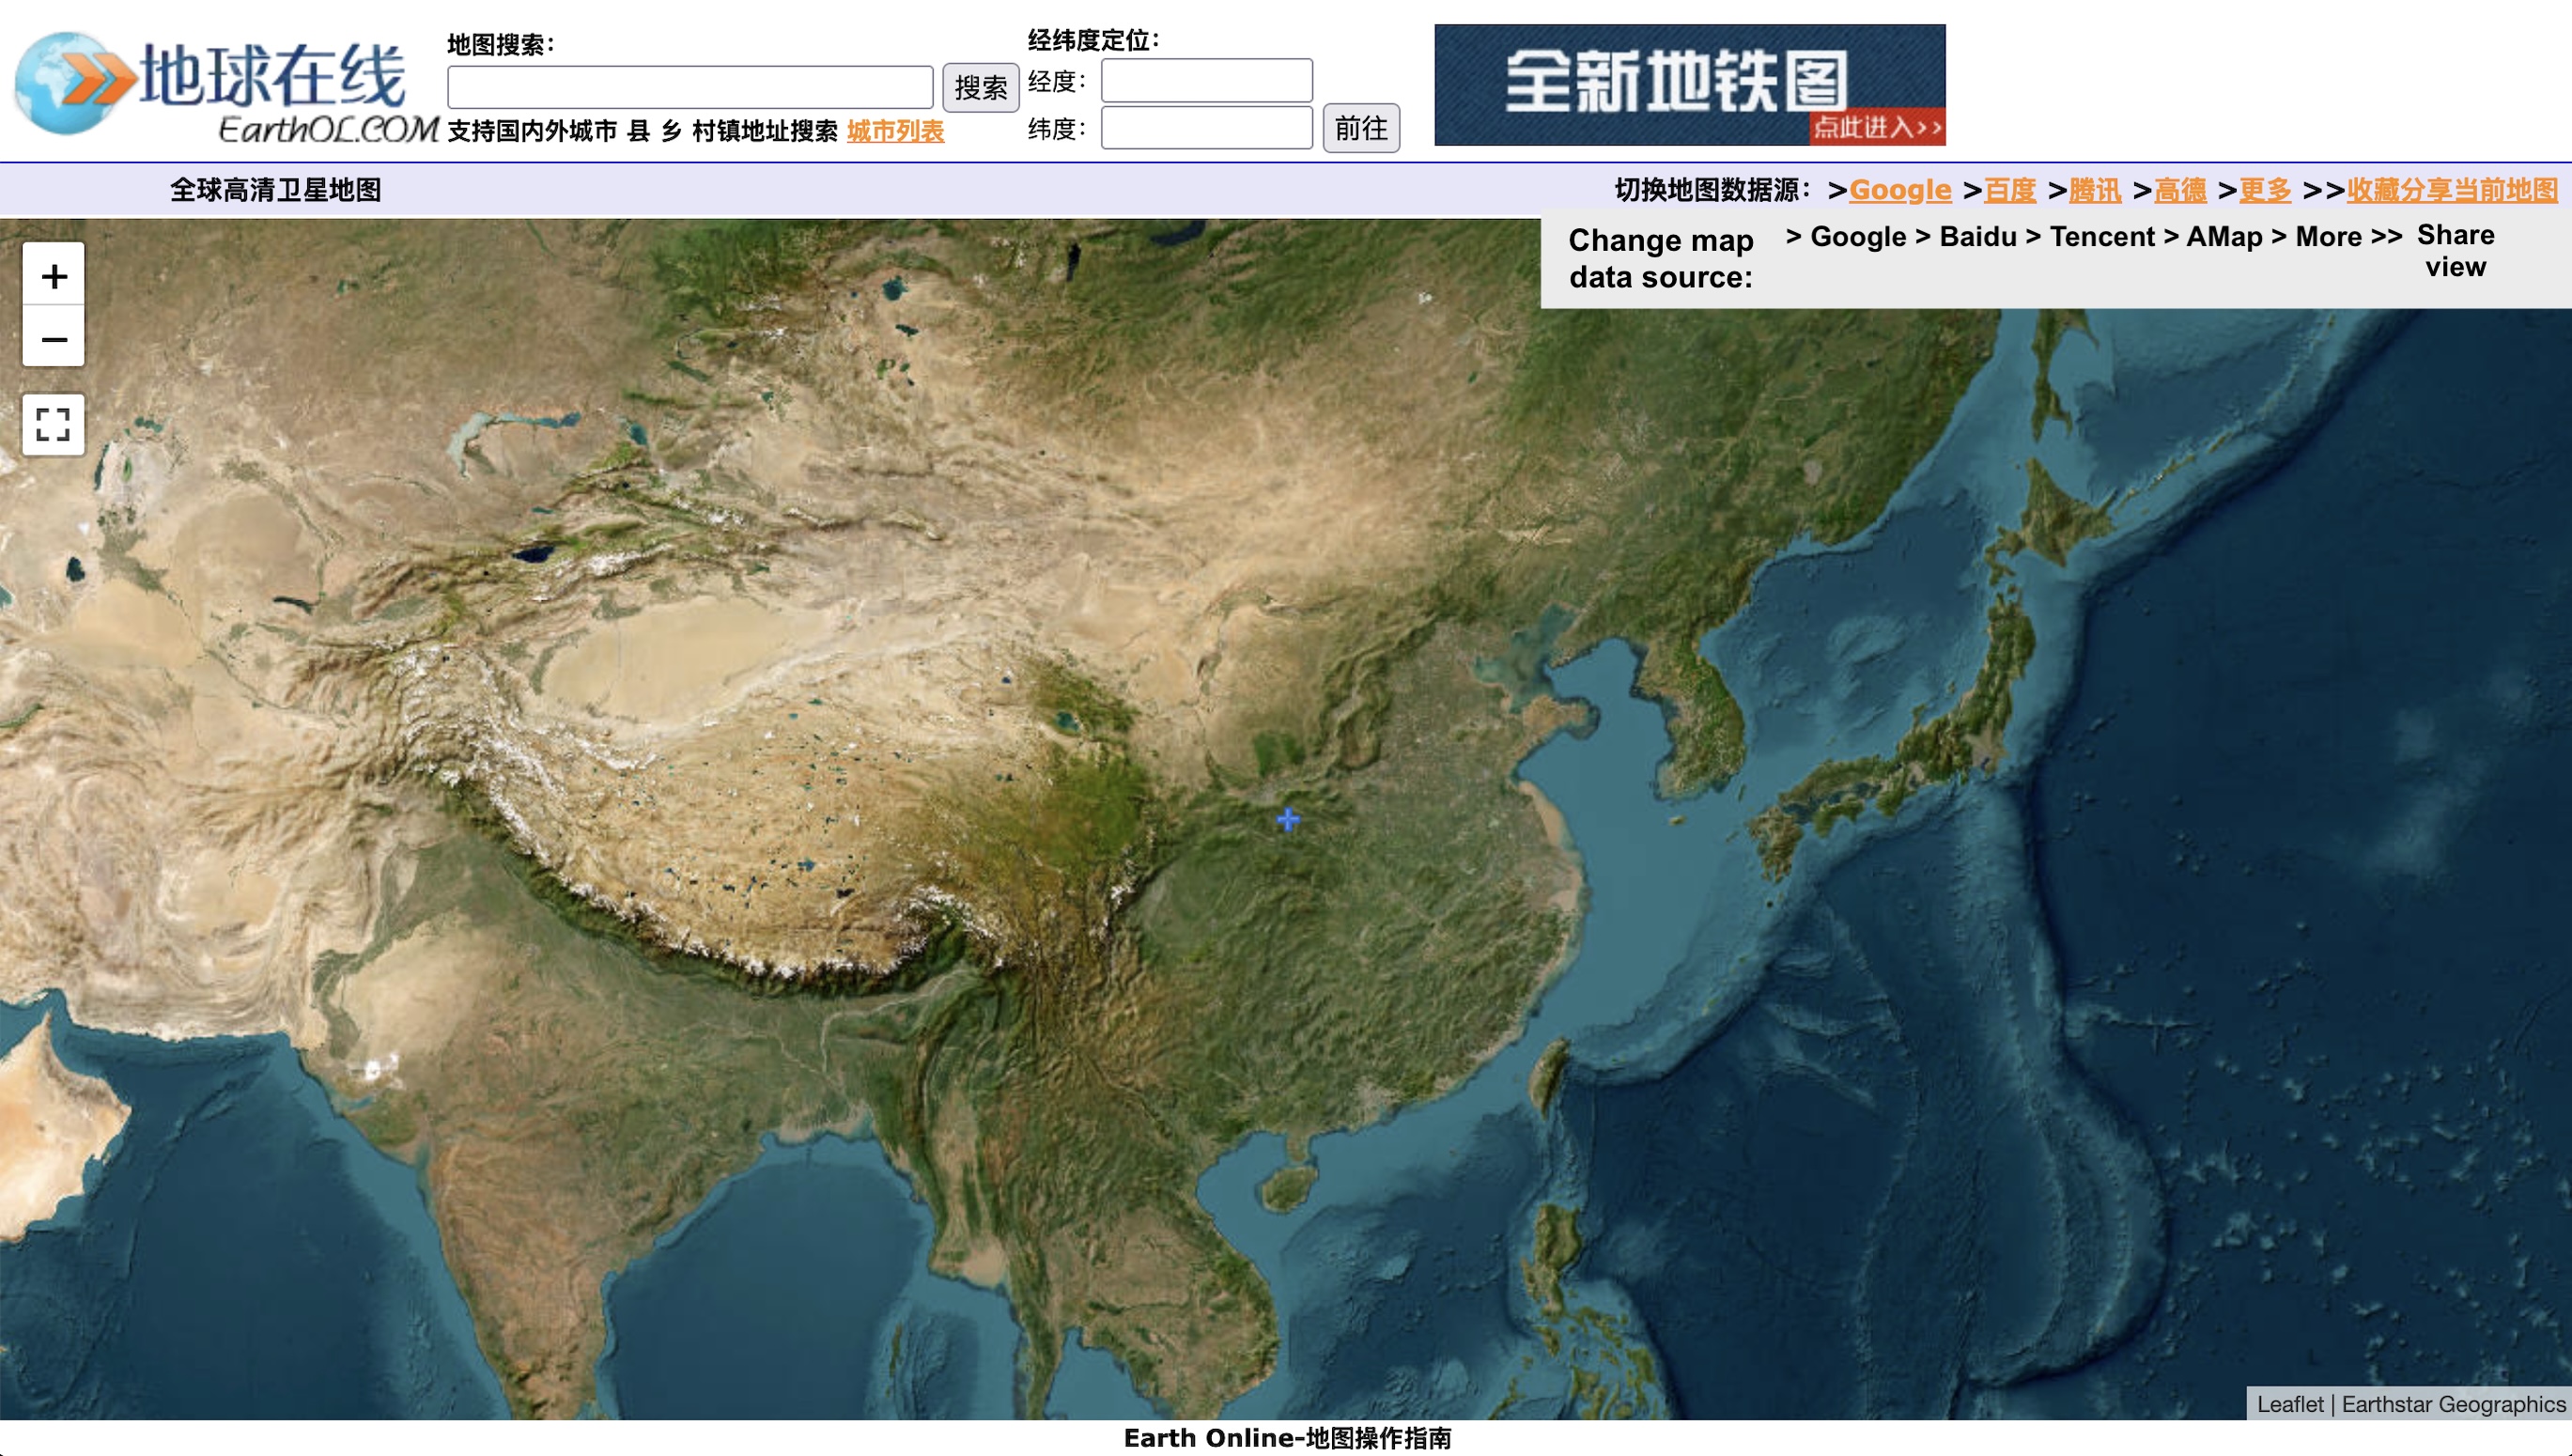 地球在线
EarthOL.COM
地图搜索:
搜索
支持国内外城市 县 乡 村镇地址搜索 城市列表
经纬度定位:
经度:
纬度:
前往
全新地铁图
点此进入>>
全球高清卫星地图
切换地图数据源: >Google >百度 >腾讯 >高德 >更多 >>收藏分享当前地图
Change map
data source:
> Google > Baidu > Tencent > AMap > More >> Share
view
+
−
Leaflet | Earthstar Geographics
Earth Online-地图操作指南